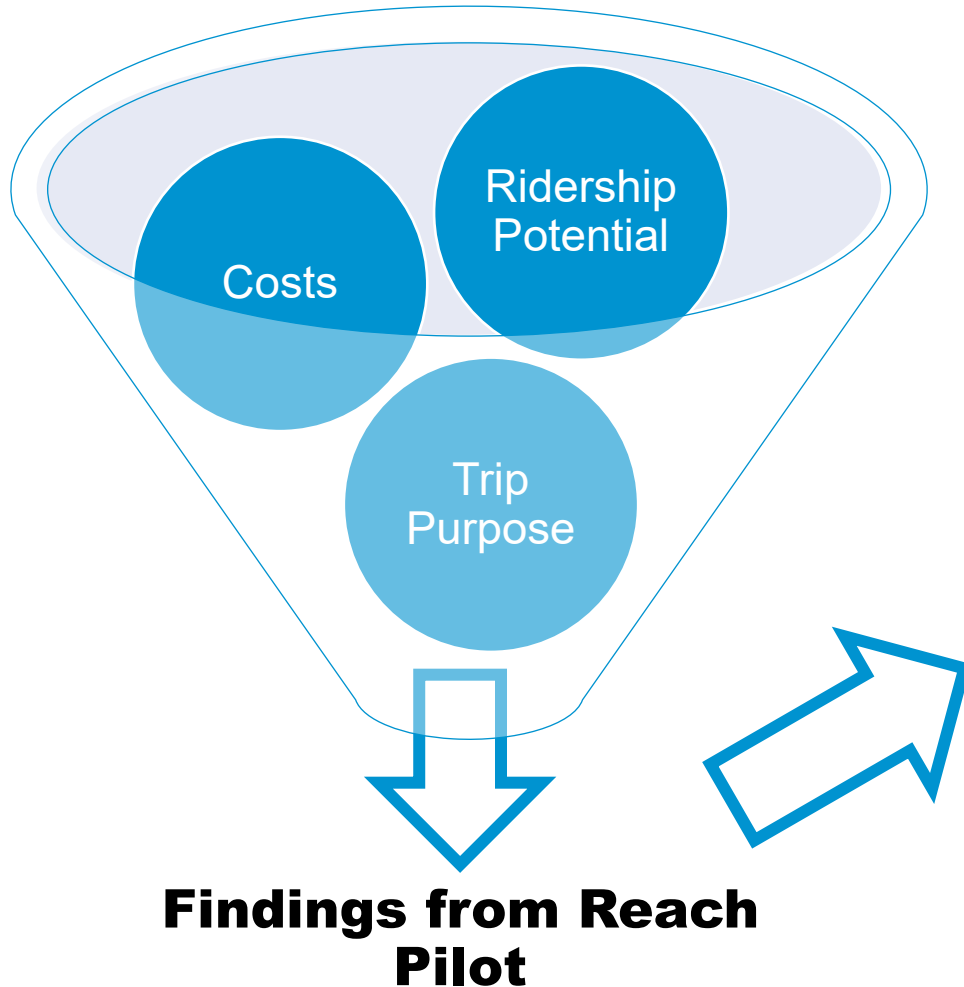 Ridership
Potential
Costs
Trip
Purpose
Findings from Reach
Pilot